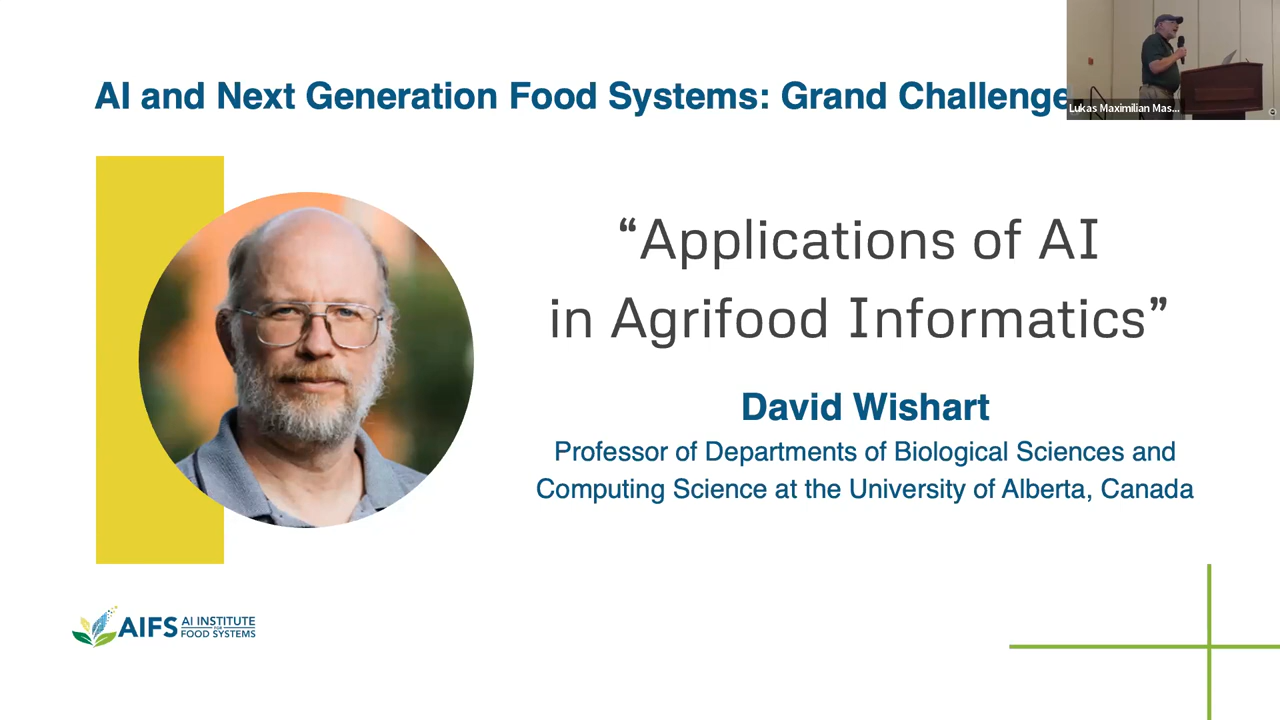 AI and Next Generation Food Systems: Grand Challenge
Lukas Maximilian Mas...
“Applications of AI
in Agrifood Informatics”
David Wishart
Professor of Departments of Biological Sciences and
Computing Science at the University of Alberta, Canada
AIFS AI INSTITUTE
FOR
FOOD SYSTEMS